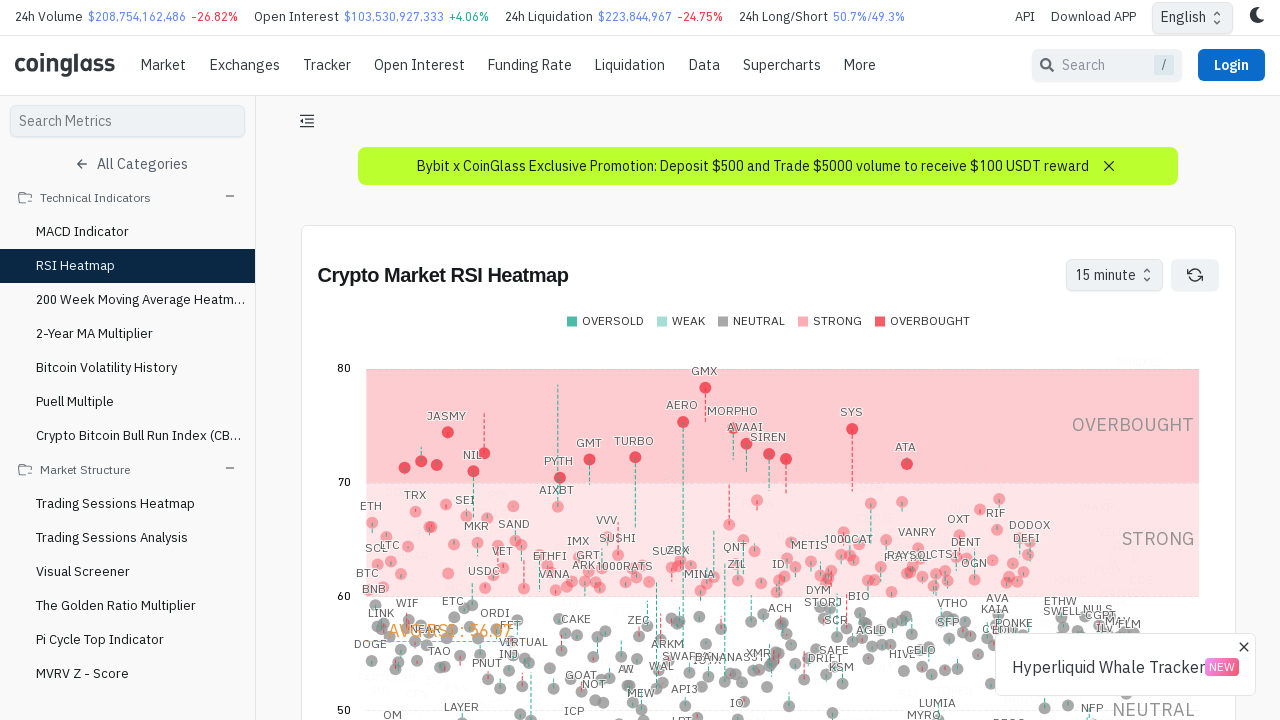 24h Volume $208,754,162,486 -26.82% Open Interest $103,530,927,333 +4.06% 24h Liquidation $223,844,967 -24.75% 24h Long/Short 50.7%/49.3% API Download APP English
coinglass Market Exchanges Tracker Open Interest Funding Rate Liquidation Data Supercharts More Search / Login
Search Metrics
All Categories
Technical Indicators
MACD Indicator
RSI Heatmap
200 Week Moving Average Heatm...
2-Year MA Multiplier
Bitcoin Volatility History
Puell Multiple
Crypto Bitcoin Bull Run Index (CB...
Market Structure
Trading Sessions Heatmap
Trading Sessions Analysis
Visual Screener
The Golden Ratio Multiplier
Pi Cycle Top Indicator
MVRV Z - Score
Bybit x CoinGlass Exclusive Promotion: Deposit $500 and Trade $5000 volume to receive $100 USDT reward
Crypto Market RSI Heatmap
15 minute
OVERSOLD WEAK NEUTRAL STRONG OVERBOUGHT
80
GMX
AERO
MORPHO
SYS
JASMY
OVERBOUGHT
AVAAI
SIREN
TURBO
GMT
ATA
NIL
PYTH
70
AIXBT
TRX
SEI
ETH
RIF
OXT
VVV
SAND
MKR
DODOX
VANRY
STRONG
SUSHI
IMX
1000CAT
DEFI
DENT
LTC
METIS
QNT
SOL
VET
ZRX
GRT
ETHFI
OGN
ZIL
ID
ARK
1000RATS
BTC
USDC
VANA
MINA
BNB
DYM
60
BIO
STORJ
ACH
AVA
ETHW
WIF
ETC
VTHO
KAIA
SWELL
NULS
LINK
ORDI
CAKE
ZEC
SCR
SFP
PONKE
FLM
NEAR
FET
AVG RSI : 56.07
AGLD
ILV
DOGE
VIRTUAL
ARKM
TAO
INJ
SAFE
CELO
HIVE
XMR
SWAP
BANANAS31
DRIFT
PNUT
WAL
KSM
AW
GOAT
NOT
API3
MEW
IO
LUMIA
LAYER
ICP
OM
MYRO
NFP
50
NEUTRAL
Hyperliquid Whale Tracker NEW